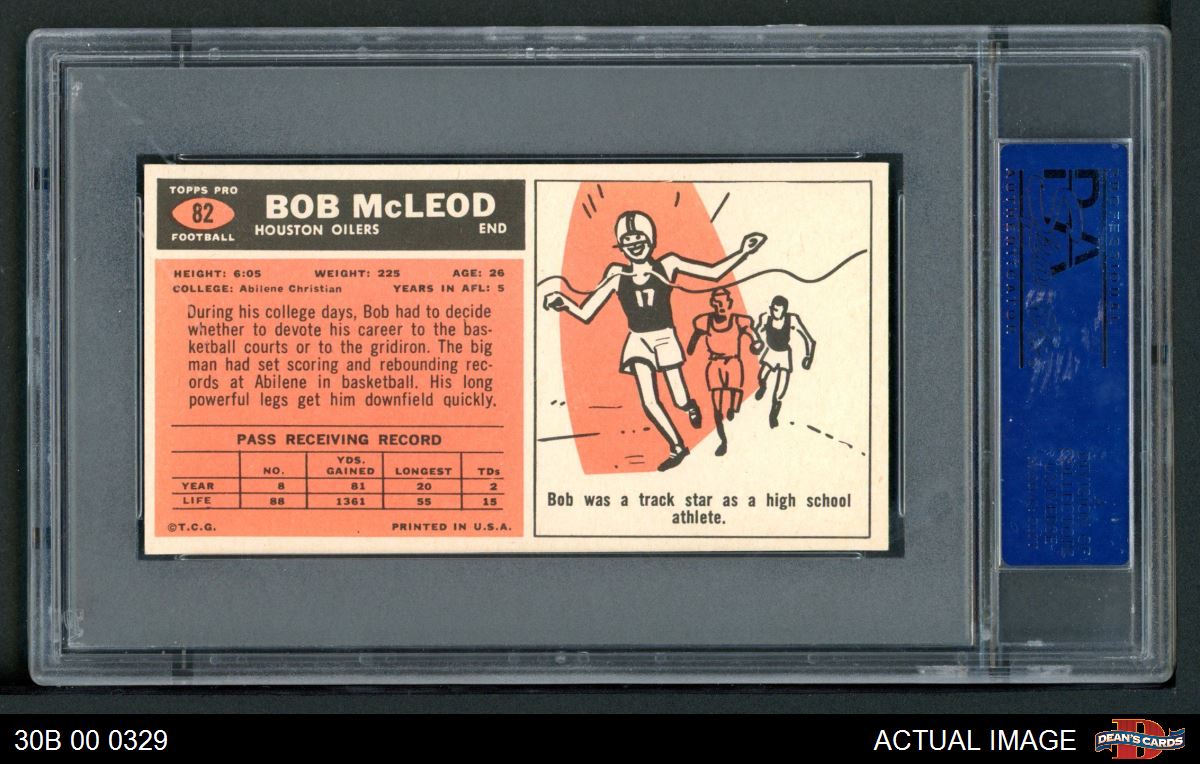 TOPPS PRO
82
FOOTBALL
BOB McLEOD
HOUSTON OILERS END
HEIGHT: 6:05 WEIGHT: 225 AGE: 26
COLLEGE: Abilene Christian YEARS IN AFL: 5
During his college days, Bob had to decide
whether to devote his career to the bas-
ketball courts or to the gridiron. The big
man had set scoring and rebounding rec-
ords at Abilene in basketball. His long
powerful legs get him downfield quickly.
PASS RECEIVING RECORD
NO. YDS. GAINED LONGEST TDs
YEAR 8 81 20 2
LIFE 88 1361 55 15
©T.C.G. PRINTED IN U.S.A.
17
Bob was a track star as a high school
athlete.
PSA
30B 00 0329
ACTUAL IMAGE
DEAN'S CARDS